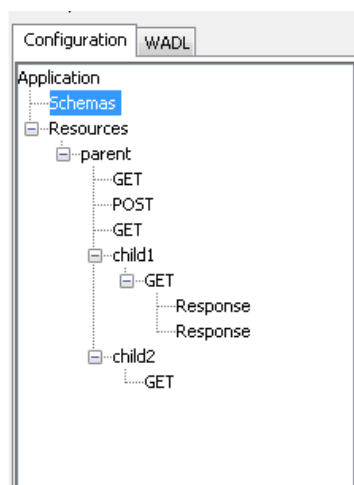 Configuration WADL
Application
Schemas
Resources
parent
GET
POST
GET
child1
GET
Response
Response
child2
GET